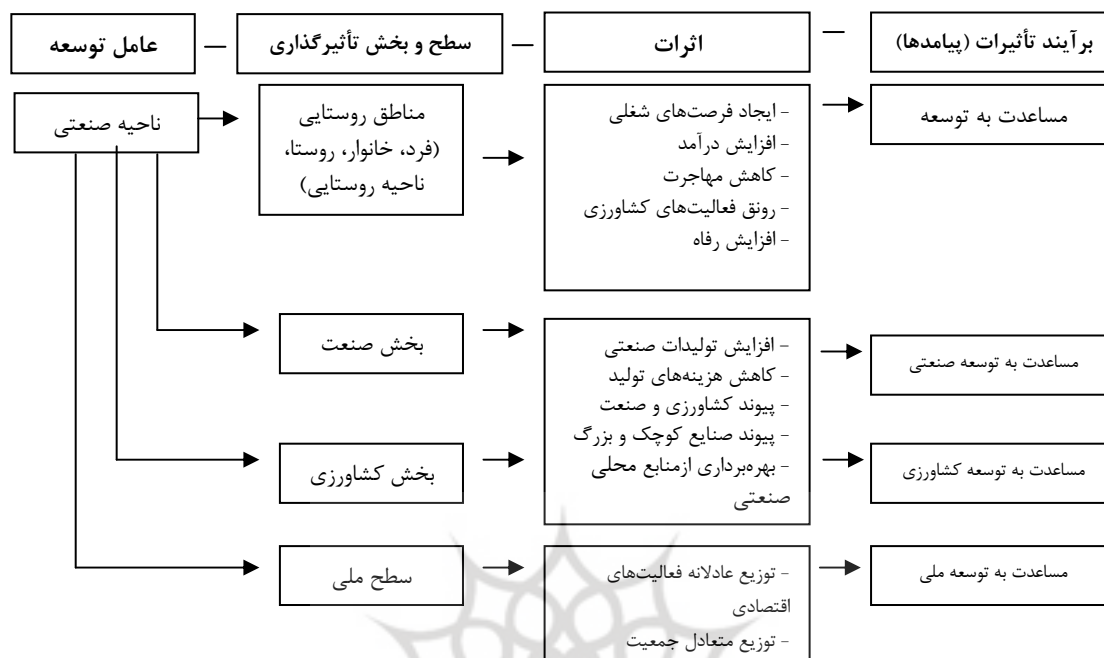 عامل توسعه
سطح و بخش تأثیرگذاری
اثرات
برآیند تأثیرات (پیامدها)
ناحیه صنعتی
مناطق روستایی
(فرد، خانوار، روستا،
ناحیه روستایی)
- ایجاد فرصت‌های شغلی
- افزایش درآمد
- کاهش مهاجرت
- رونق فعالیت‌های کشاورزی
- افزایش رفاه
مساعدت به توسعه
بخش صنعت
- افزایش تولیدات صنعتی
- کاهش هزینه‌های تولید
- پیوند کشاورزی و صنعت
- پیوند صنایع کوچک و بزرگ
- بهره‌برداری ازمنابع محلی
صنعتی
مساعدت به توسعه صنعتی
بخش کشاورزی
مساعدت به توسعه کشاورزی
سطح ملی
- توزیع عادلانه فعالیت‌های
اقتصادی
- توزیع متعادل جمعیت
مساعدت به توسعه ملی